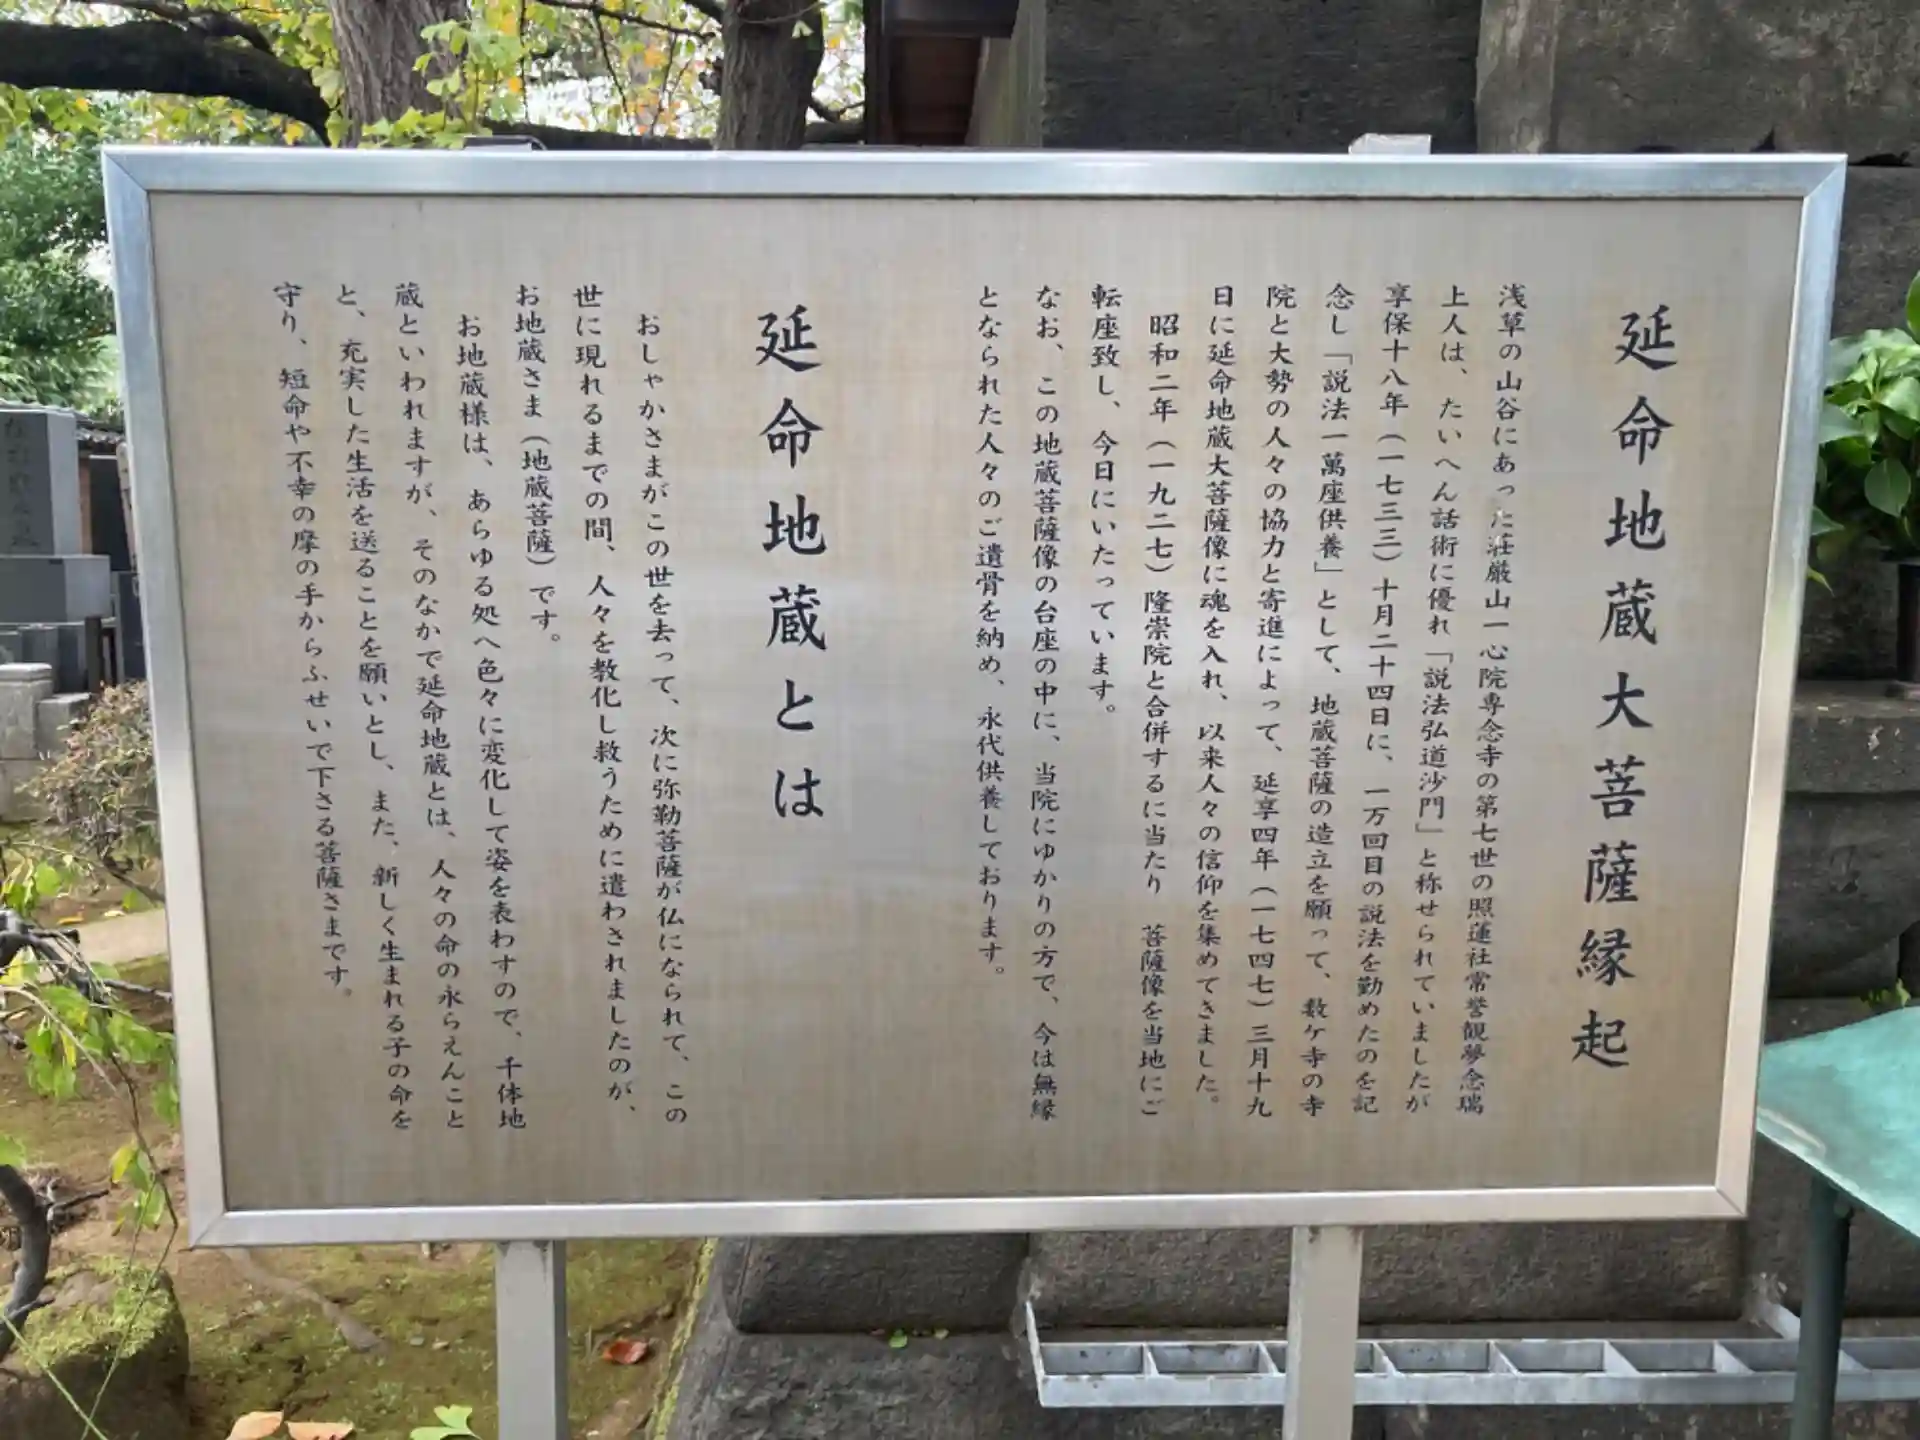 延命地蔵大菩薩縁起
浅草の山谷にあった荘厳山一心院専念寺の第七世の照蓮社常誉観夢念瑞
上人は、たいへん話術に優れ「説法弘道沙門」と称せられていましたが
享保十八年（一七三三）十月二十四日に、一万回目の説法を勤めたのを記
念し「説法一萬座供養」として、地蔵菩薩の造立を願って、数ケ寺の寺
院と大勢の人々の協力と寄進によって、延享四年（一七四七）三月十九
日に延命地蔵大菩薩像に魂を入れ、以来人々の信仰を集めてきました。
昭和二年（一九二七）隆崇院と合併するに当たり　菩薩像を当地にご
転座致し、今日にいたっています。
なお、この地蔵菩薩像の台座の中に、当院にゆかりの方で、今は無縁
となられた人々のご遺骨を納め、永代供養しております。
延命地蔵とは
おしゃかさまがこの世を去って、次に弥勒菩薩が仏になられて、この
世に現れるまでの間、人々を教化し救うために遣わされましたのが、
お地蔵さま（地蔵菩薩）です。
お地蔵様は、あらゆる処へ色々に変化して姿を表わすので、千体地
蔵といわれますが、そのなかで延命地蔵とは、人々の命の永らえんこと
と、充実した生活を送ることを願いとし、また、新しく生まれる子の命を
守り、短命や不幸の摩の手からふせいで下さる菩薩さまです。